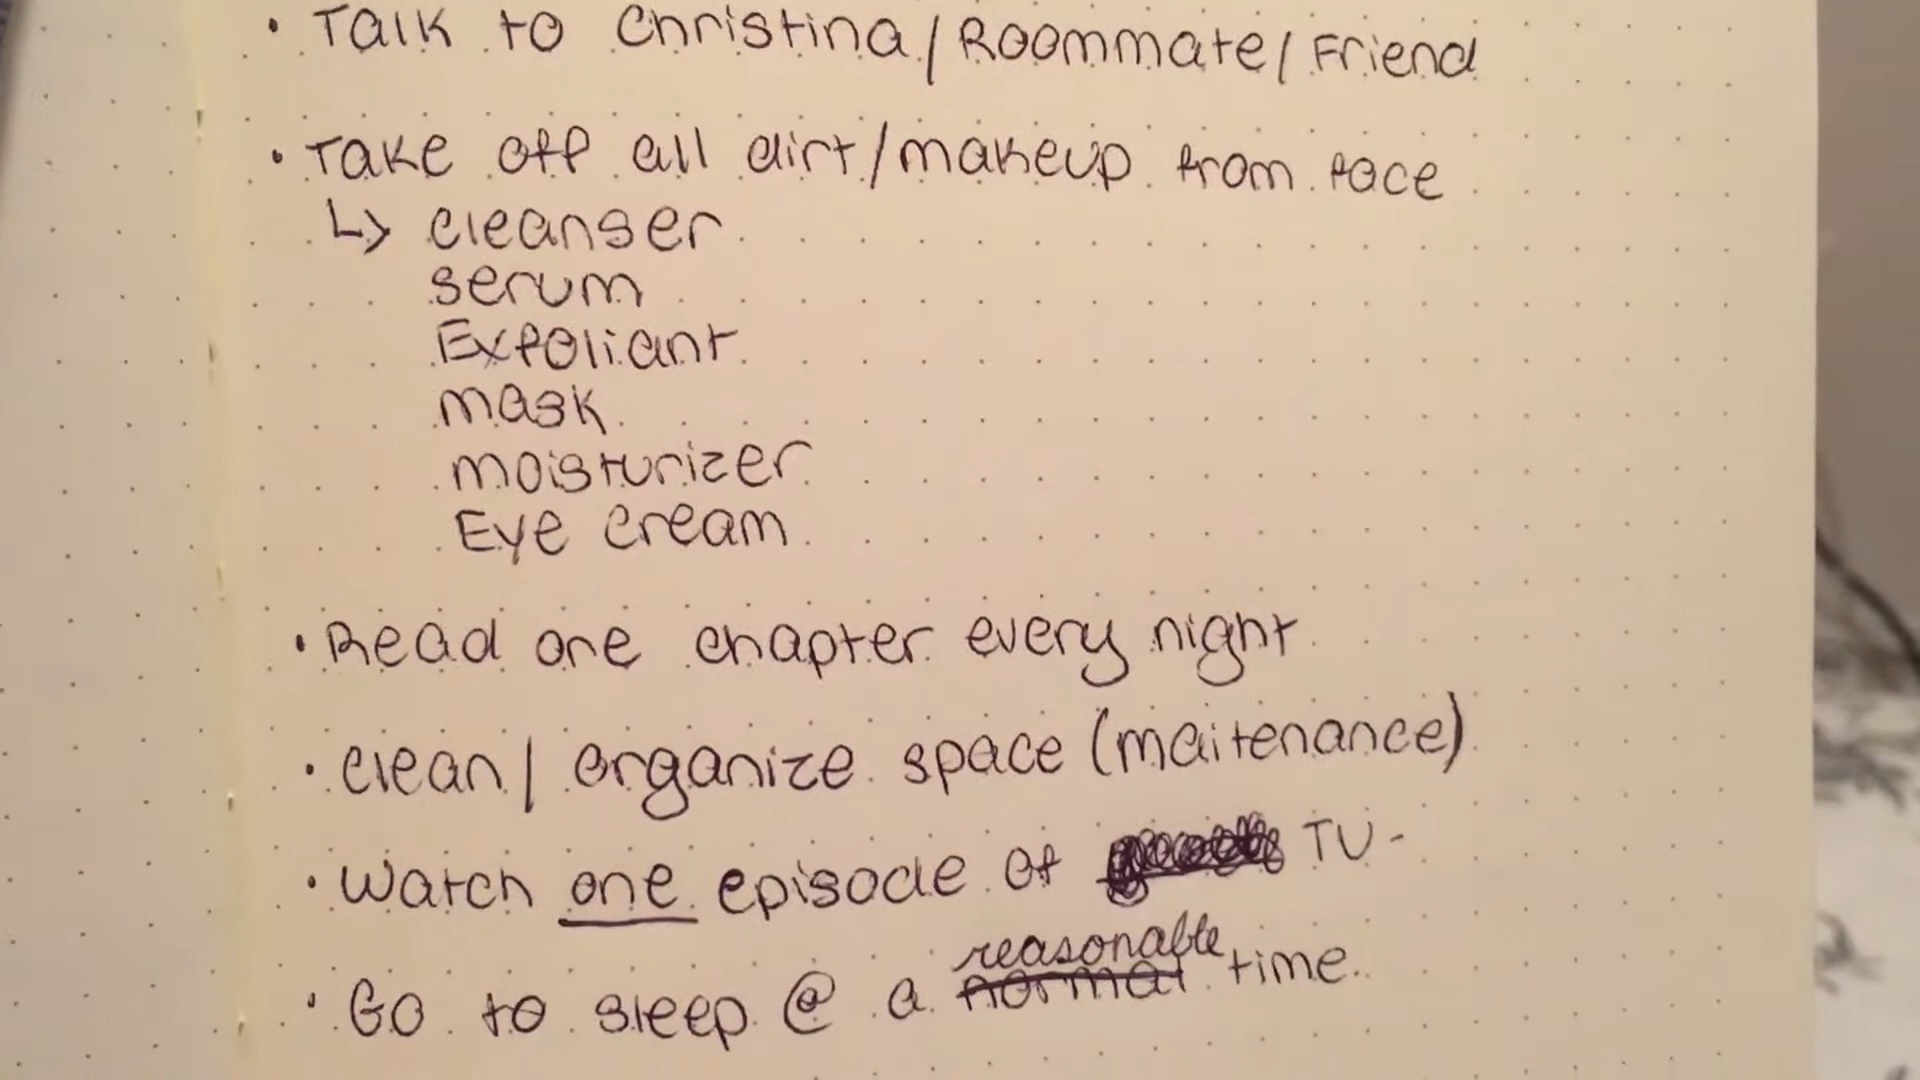 • Talk to Christina/Roommate/Friend
• Take off all dirt/makeup from face
↳ cleanser
serum
Exfoliant
mask
moisturizer
Eye cream
• Read one chapter every night
• clean/organize space (maitenance)
• Watch one episode of TV-
reasonable
• Go to sleep @ a normal time.